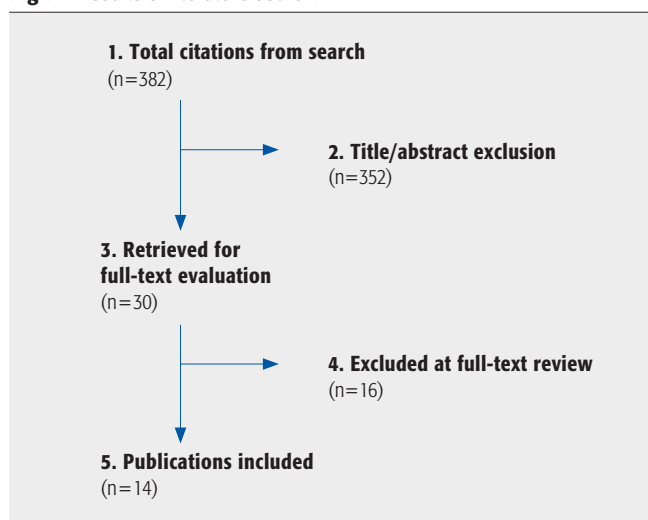 1. Total citations from search
(n=382)
2. Title/abstract exclusion
(n=352)
3. Retrieved for
full-text evaluation
(n=30)
4. Excluded at full-text review
(n=16)
5. Publications included
(n=14)